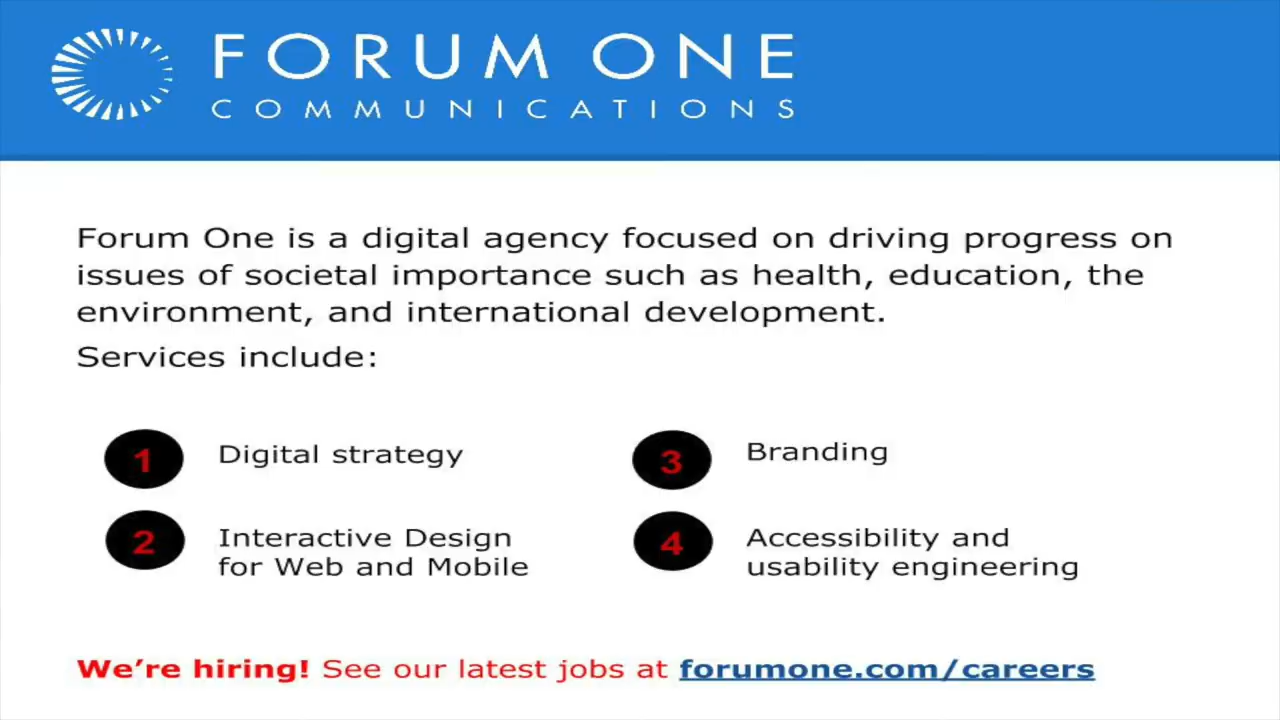 FORUM ONE
COMMUNICATIONS
Forum One is a digital agency focused on driving progress on
issues of societal importance such as health, education, the
environment, and international development.
Services include:
1 Digital strategy
2 Interactive Design
for Web and Mobile
3 Branding
4 Accessibility and
usability engineering
We're hiring! See our latest jobs at forumone.com/careers